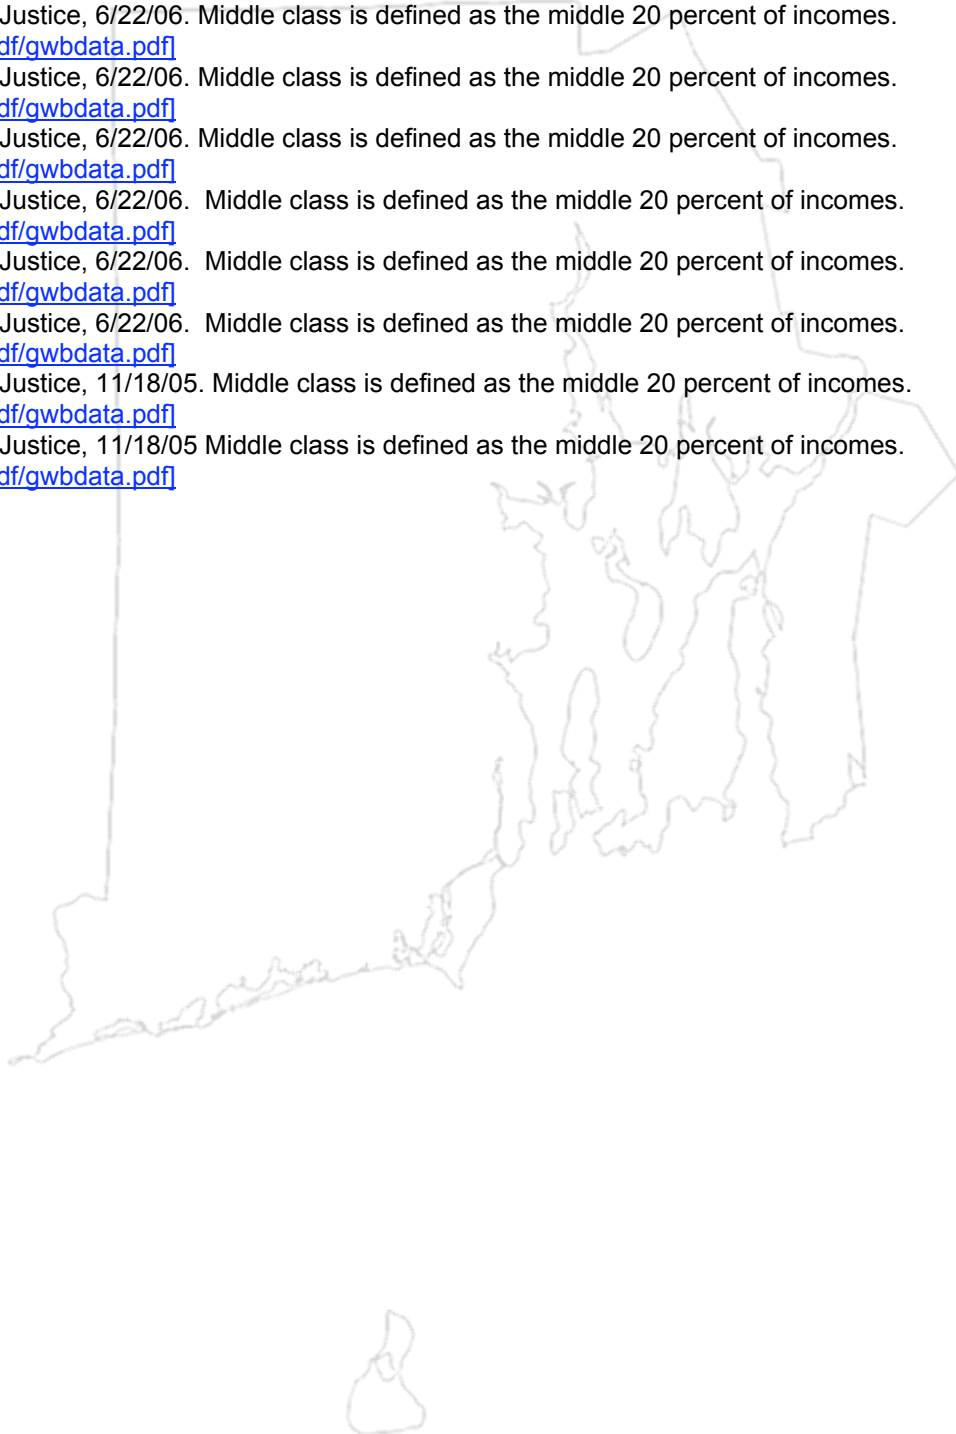 Justice, 6/22/06. Middle class is defined as the middle 20 percent of incomes.
df/gwbdata.pdf]
Justice, 6/22/06. Middle class is defined as the middle 20 percent of incomes.
df/gwbdata.pdf]
Justice, 6/22/06. Middle class is defined as the middle 20 percent of incomes.
df/gwbdata.pdf]
Justice, 6/22/06.  Middle class is defined as the middle 20 percent of incomes.
df/gwbdata.pdf]
Justice, 6/22/06.  Middle class is defined as the middle 20 percent of incomes.
df/gwbdata.pdf]
Justice, 6/22/06.  Middle class is defined as the middle 20 percent of incomes.
df/gwbdata.pdf]
Justice, 11/18/05. Middle class is defined as the middle 20 percent of incomes.
df/gwbdata.pdf]
Justice, 11/18/05 Middle class is defined as the middle 20 percent of incomes.
df/gwbdata.pdf]